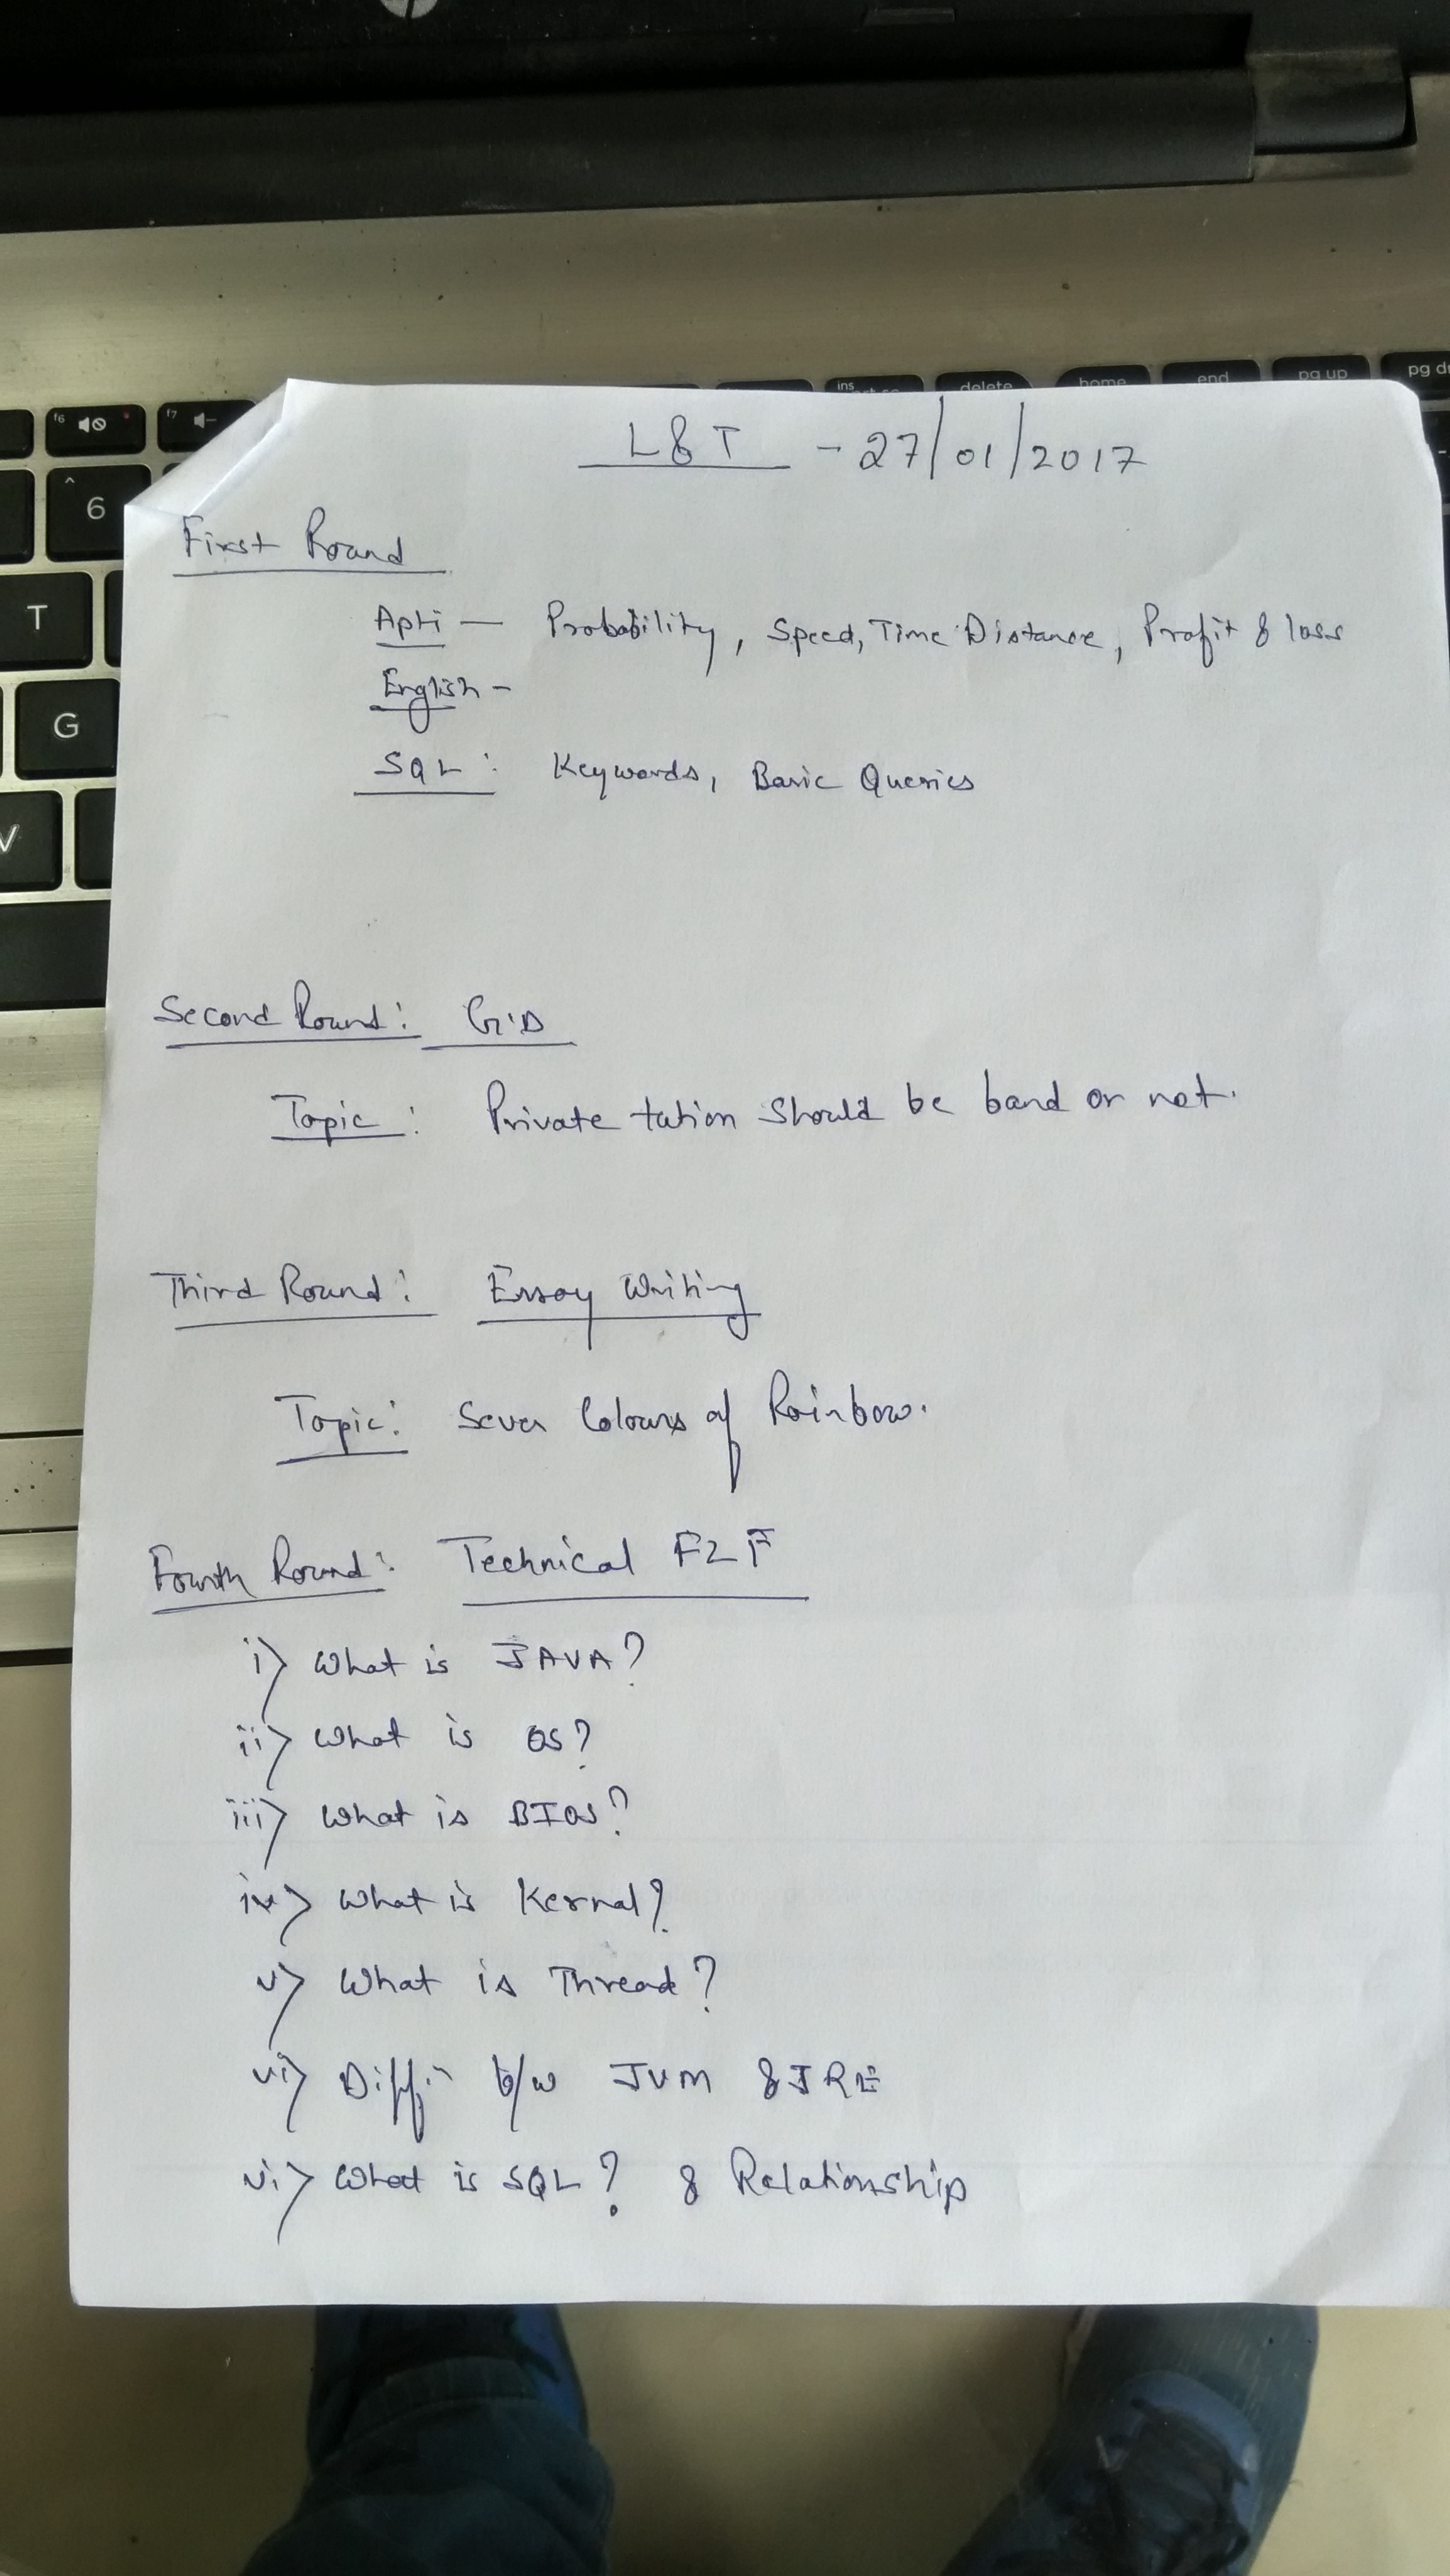 ins
delete
home
end
pg up
pg d
f6
f7
6
T
G
V
L&T - 27/01/2017
First Round
Apti — Probability, Speed, Time Distance, Profit & loss
English -
SQL: Keywords, Basic Queries
Second Round: G.D
Topic: Private tution Should be band or not.
Third Round: Essay Writing
Topic: Seven Colours of Rainbow.
Fourth Round: Technical F2F
i) What is JAVA?
ii) What is OS?
iii) What is BIOS?
iv) What is Kernal?
v) What is Thread?
vi) Diff. b/w JVM & JRE
vi) What is SQL? & Relationship